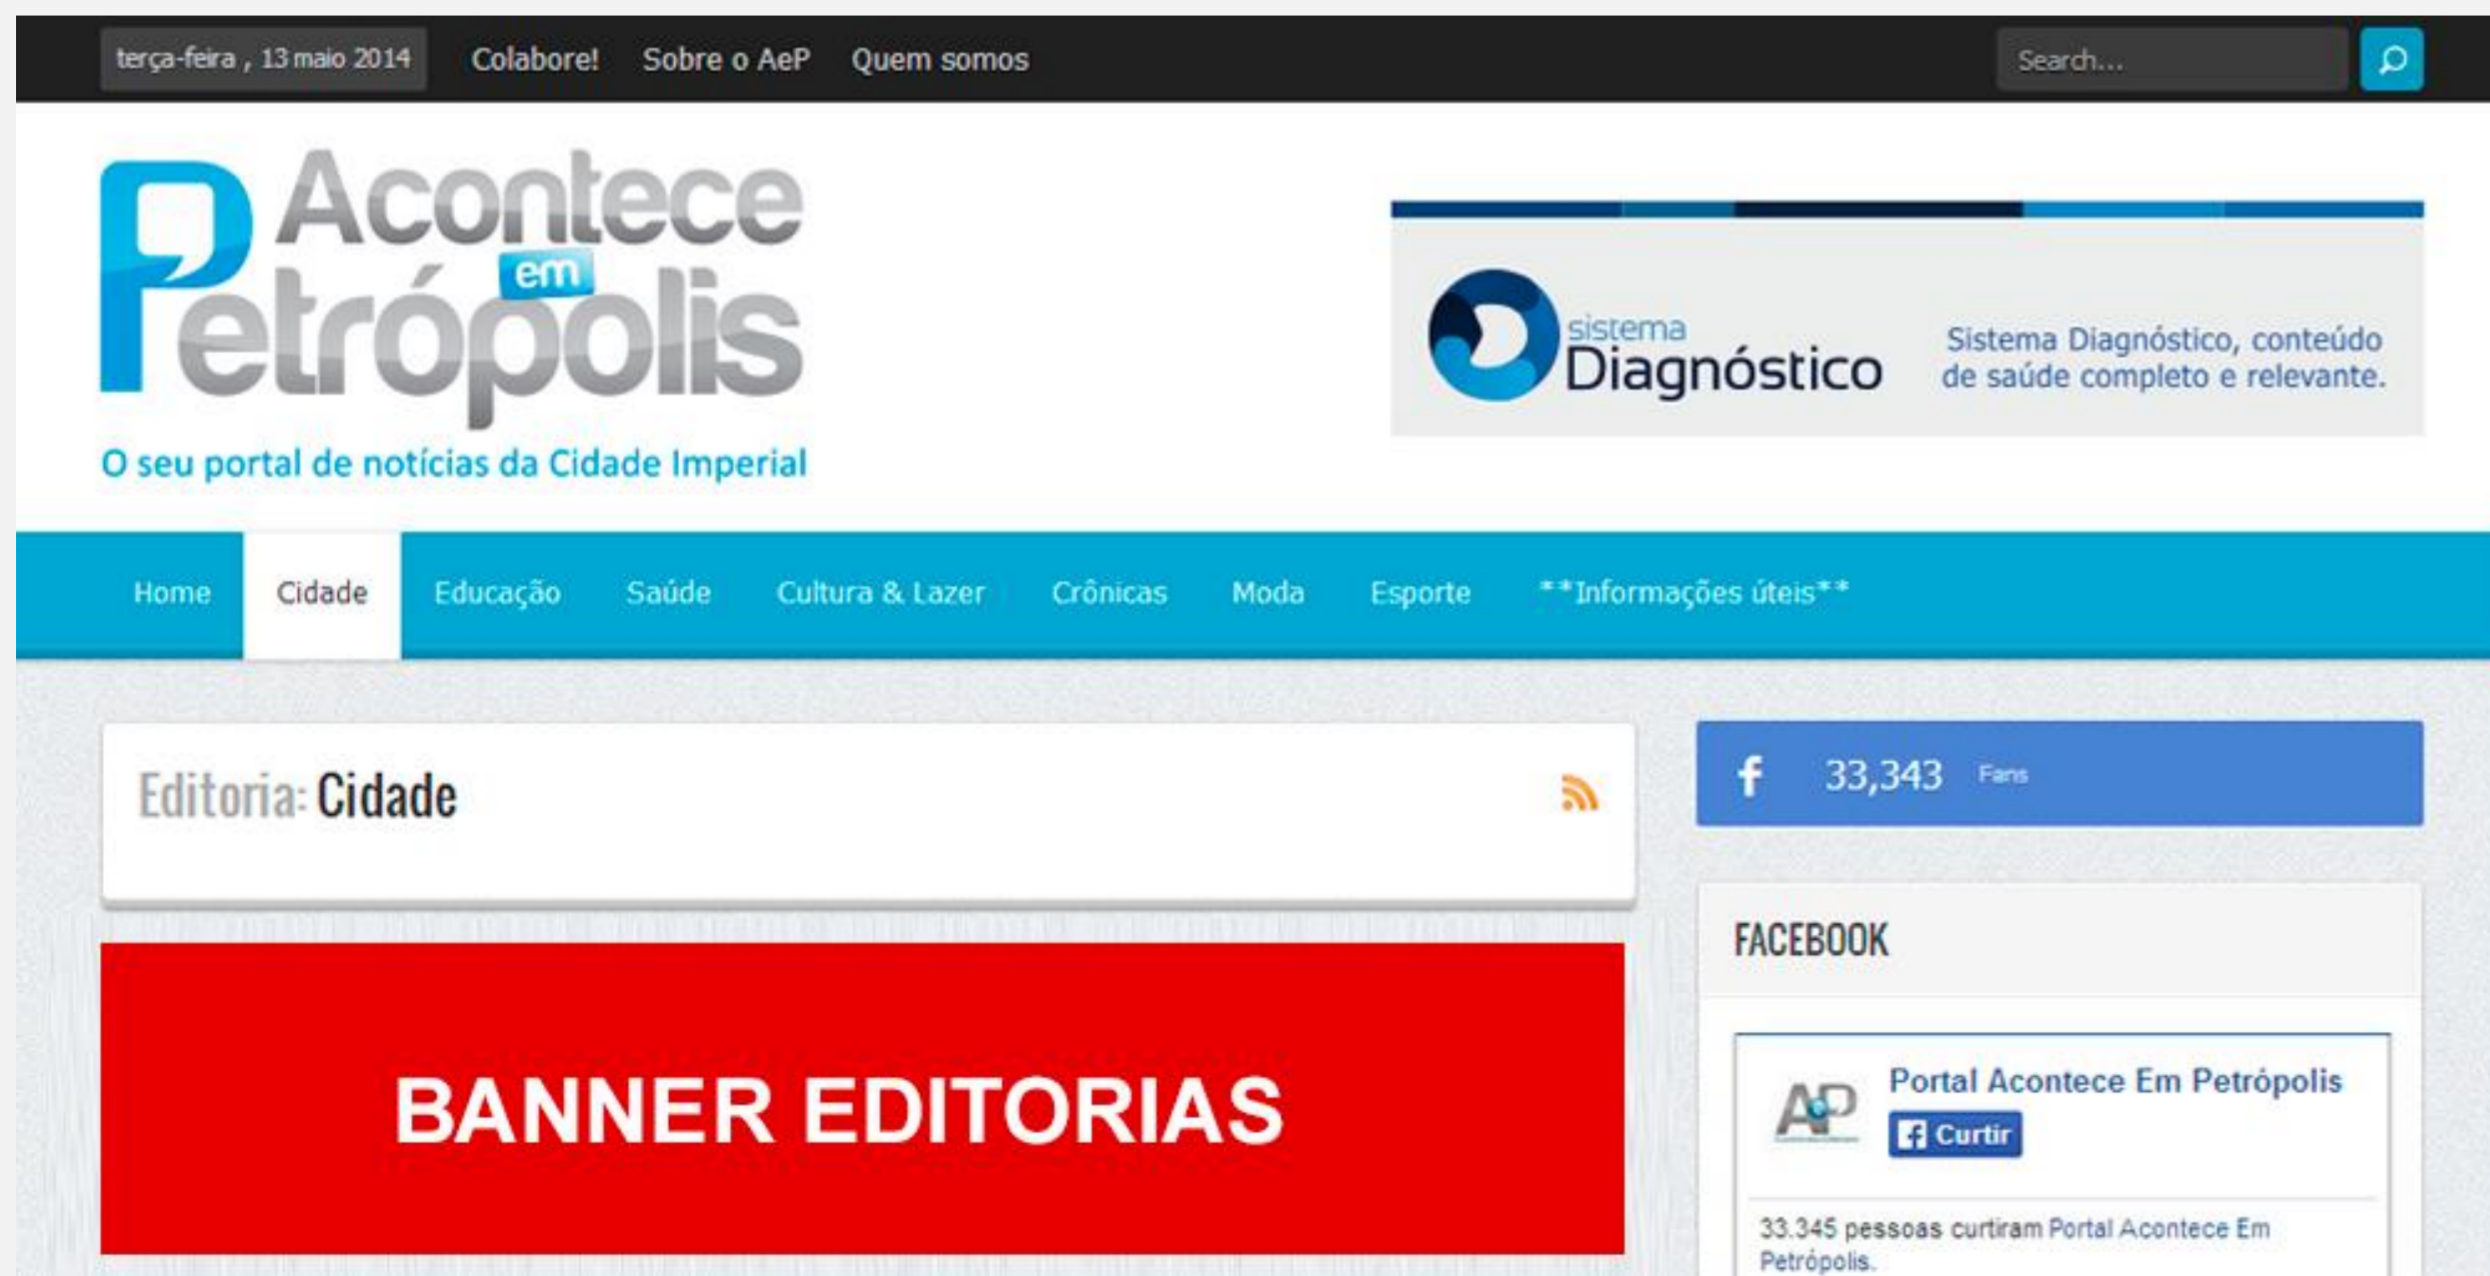 terça-feira , 13 maio 2014 Colabore! Sobre o AeP Quem somos Search...
Acontece
em
Petrópolis
O seu portal de notícias da Cidade Imperial
sistema
Diagnóstico
Sistema Diagnóstico, conteúdo
de saúde completo e relevante.
Home Cidade Educação Saúde Cultura & Lazer Crônicas Moda Esporte **Informações úteis**
Editoria: Cidade
f 33,343 Fans
FACEBOOK
BANNER EDITORIAS
AeP
Portal Acontece Em Petrópolis
f Curtir
33.345 pessoas curtiram Portal Acontece Em
Petrópolis.